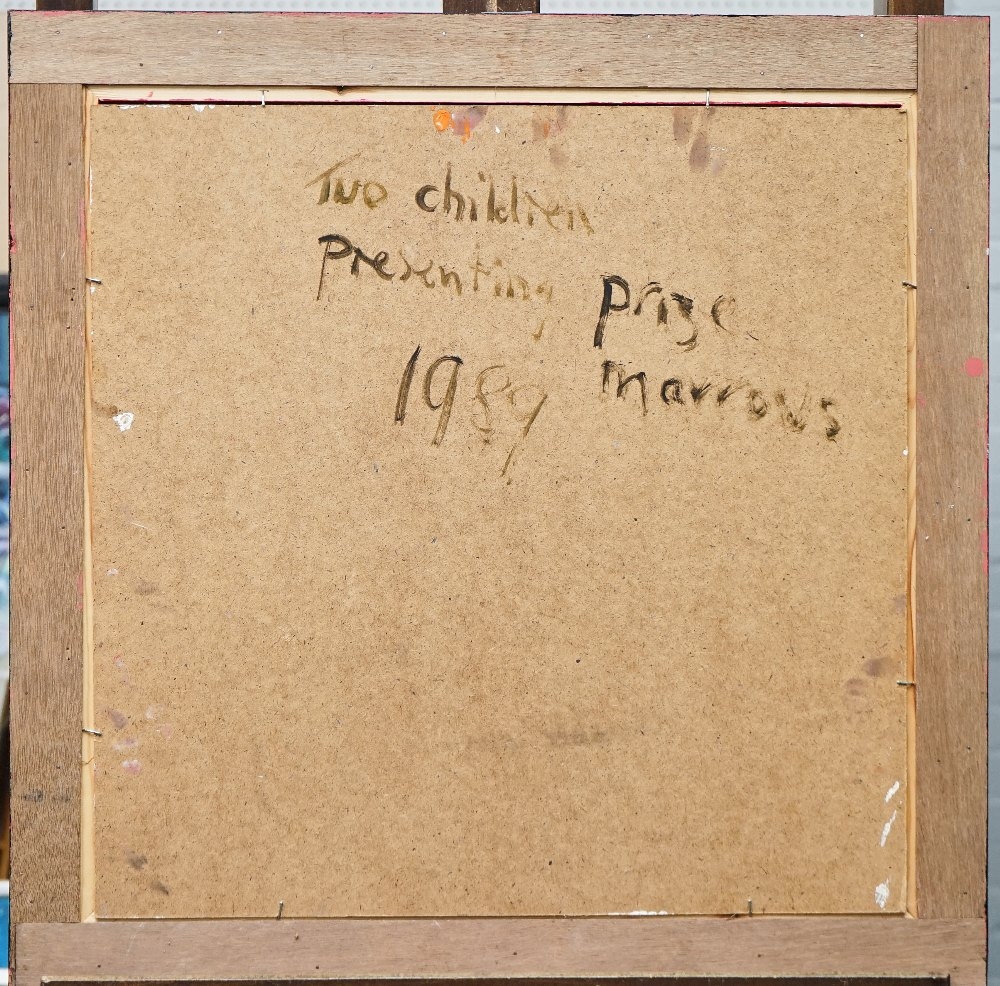 Two children
presenting prize
1989 marrows